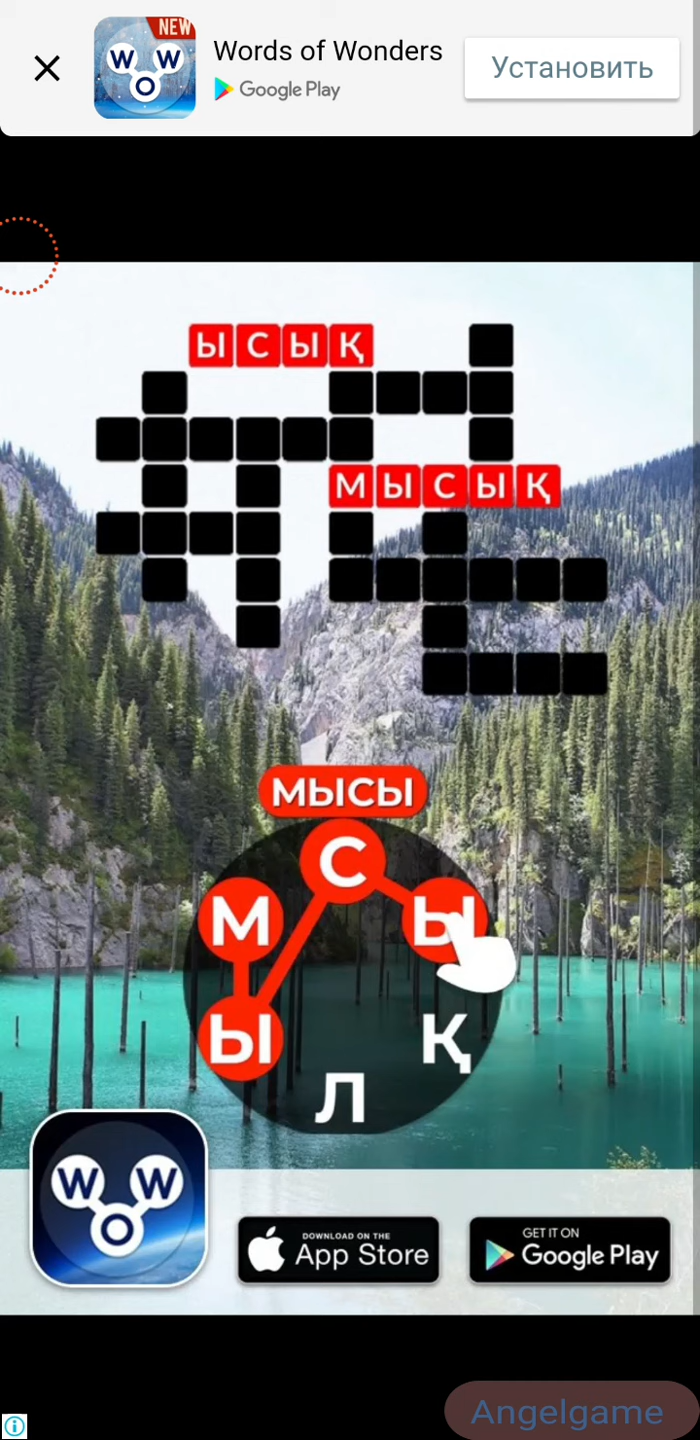 NEW
W W
O
Words of Wonders
Google Play
Установить
ЫСЫҚ
МЫСЫҚ
МЫСЫ
С
М Ы
Ы Қ
Л
W W
O
DOWNLOAD ON THE
App Store
GET IT ON
Google Play
Angelgame